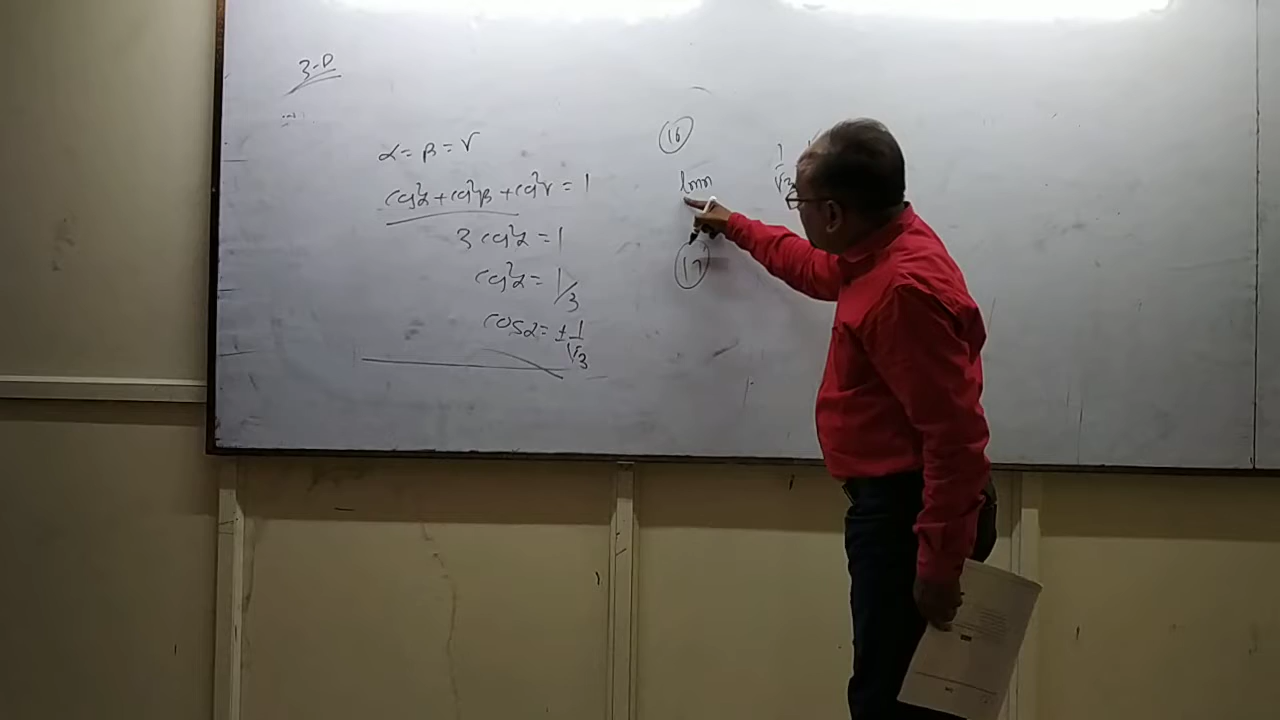 3-D
α = β = γ
cos²α + cos²β + cos²γ = 1
3 cos²α = 1
cos²α = 1/3
cosα = ± 1/√3
16
lmn
1/√3
17